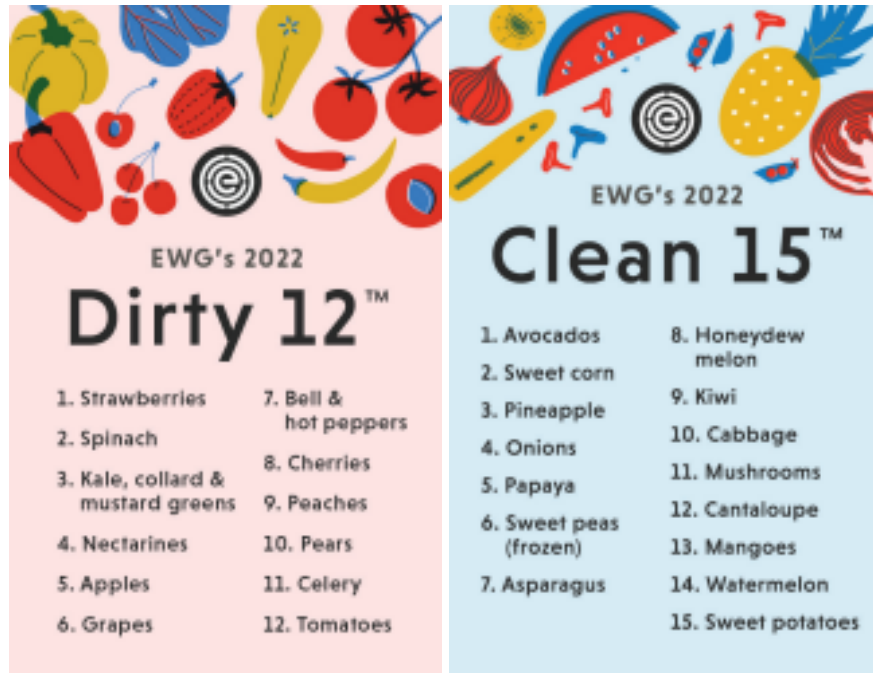 EWG's 2022
Dirty 12™
1. Strawberries
2. Spinach
3. Kale, collard &
mustard greens
4. Nectarines
5. Apples
6. Grapes
7. Bell &
hot peppers
8. Cherries
9. Peaches
10. Pears
11. Celery
12. Tomatoes
EWG's 2022
Clean 15™
1. Avocados
2. Sweet corn
3. Pineapple
4. Onions
5. Papaya
6. Sweet peas
(frozen)
7. Asparagus
8. Honeydew
melon
9. Kiwi
10. Cabbage
11. Mushrooms
12. Cantaloupe
13. Mangoes
14. Watermelon
15. Sweet potatoes